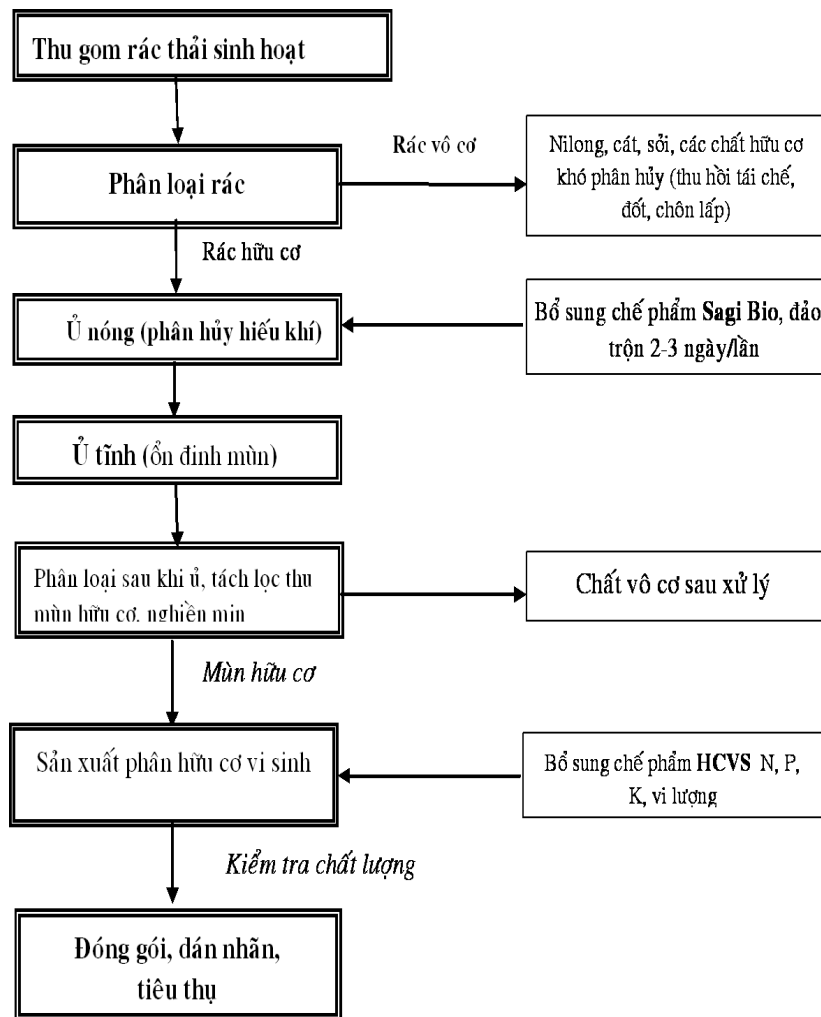 Thu gom rác thải sinh hoạt
Rác vô cơ
Phân loại rác
Nilong, cát, sởi, các chất hữu cơ
khó phân hủy (thu hồi tái chế,
đốt, chôn lấp)
Rác hữu cơ
Ủ nóng (phân hủy hiếu khí)
Bổ sung chế phẩm Sagi Bio, đảo
trộn 2-3 ngày/lần
Ủ tĩnh (ổn đinh mùn)
Phân loại sau khi ủ, tách lọc thu
mùn hữu cơ, nghiền mịn
Chất vô cơ sau xử lý
Mùn hữu cơ
Sản xuất phân hữu cơ vi sinh
Bổ sung chế phẩm HCVS N, P,
K, vi lượng
Kiểm tra chất lượng
Đóng gói, dán nhãn,
tiêu thụ